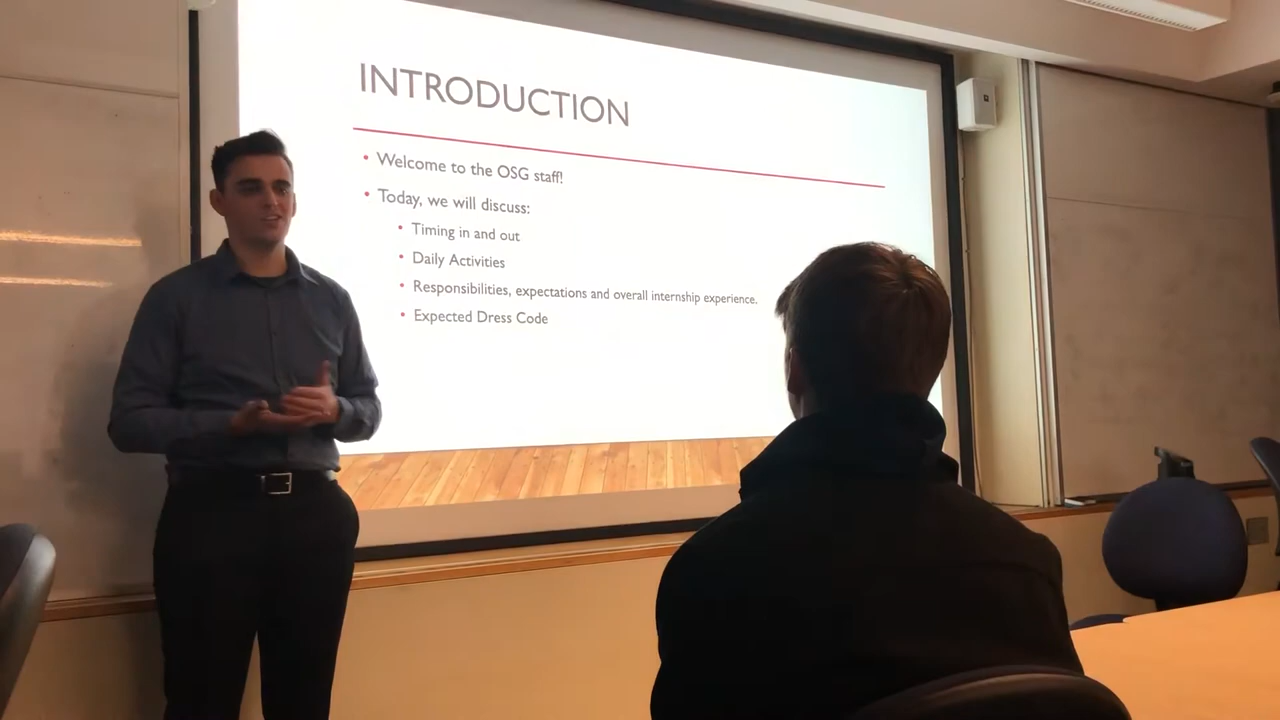 INTRODUCTION
• Welcome to the OSG staff!
• Today, we will discuss:
• Timing in and out
• Daily Activities
• Responsibilities, expectations and overall internship experience.
• Expected Dress Code